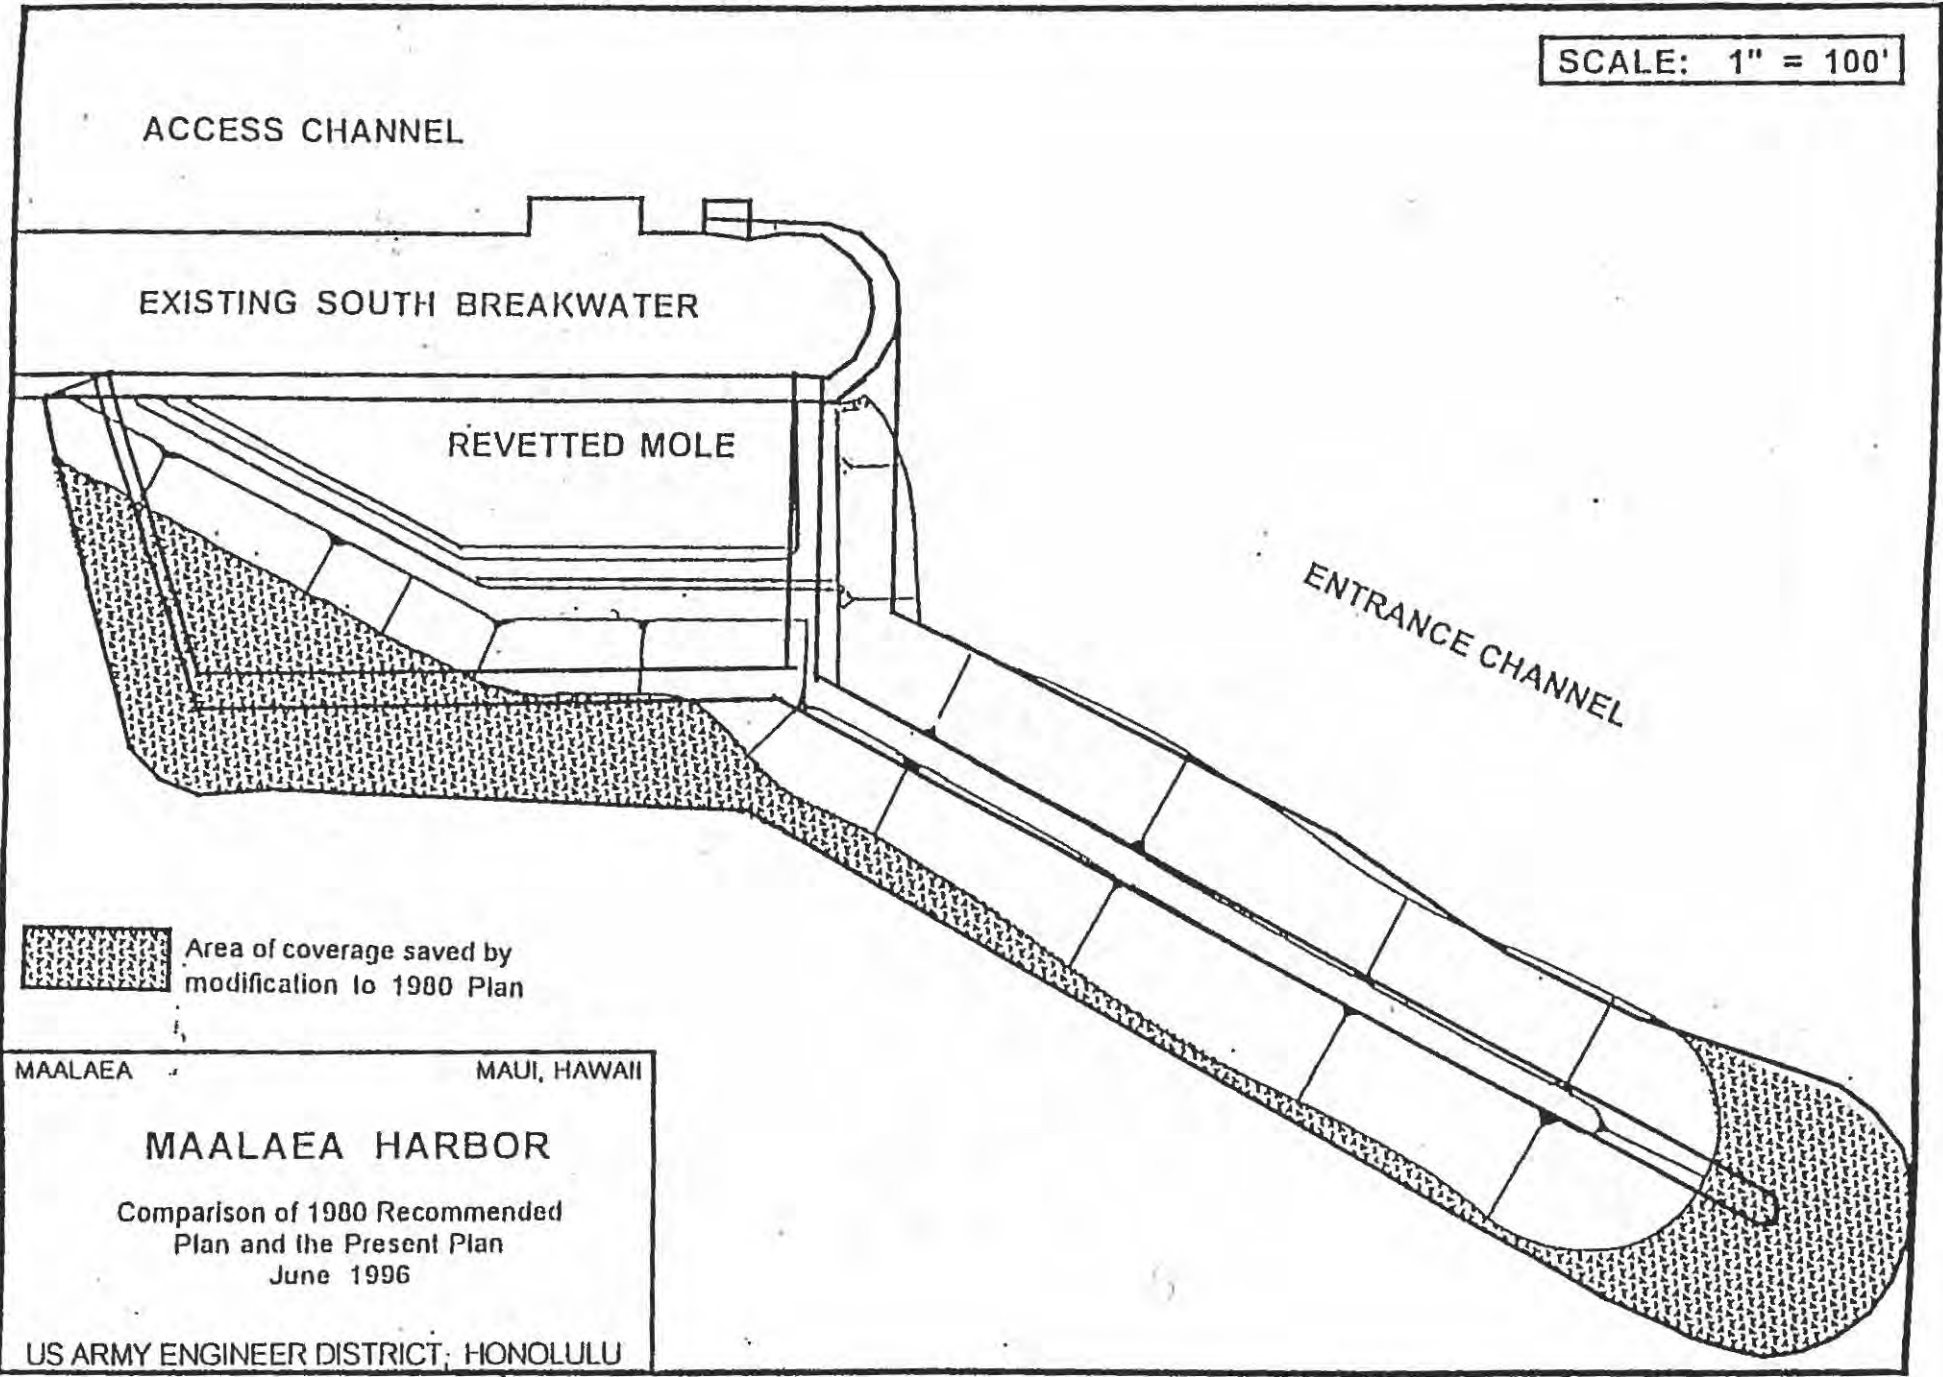 SCALE: 1" = 100'
ACCESS CHANNEL
EXISTING SOUTH BREAKWATER
REVETTED MOLE
ENTRANCE CHANNEL
Area of coverage saved by
modification to 1980 Plan
MAALAEA MAUI, HAWAII
MAALAEA HARBOR
Comparison of 1980 Recommended
Plan and the Present Plan
June 1996
US ARMY ENGINEER DISTRICT, HONOLULU